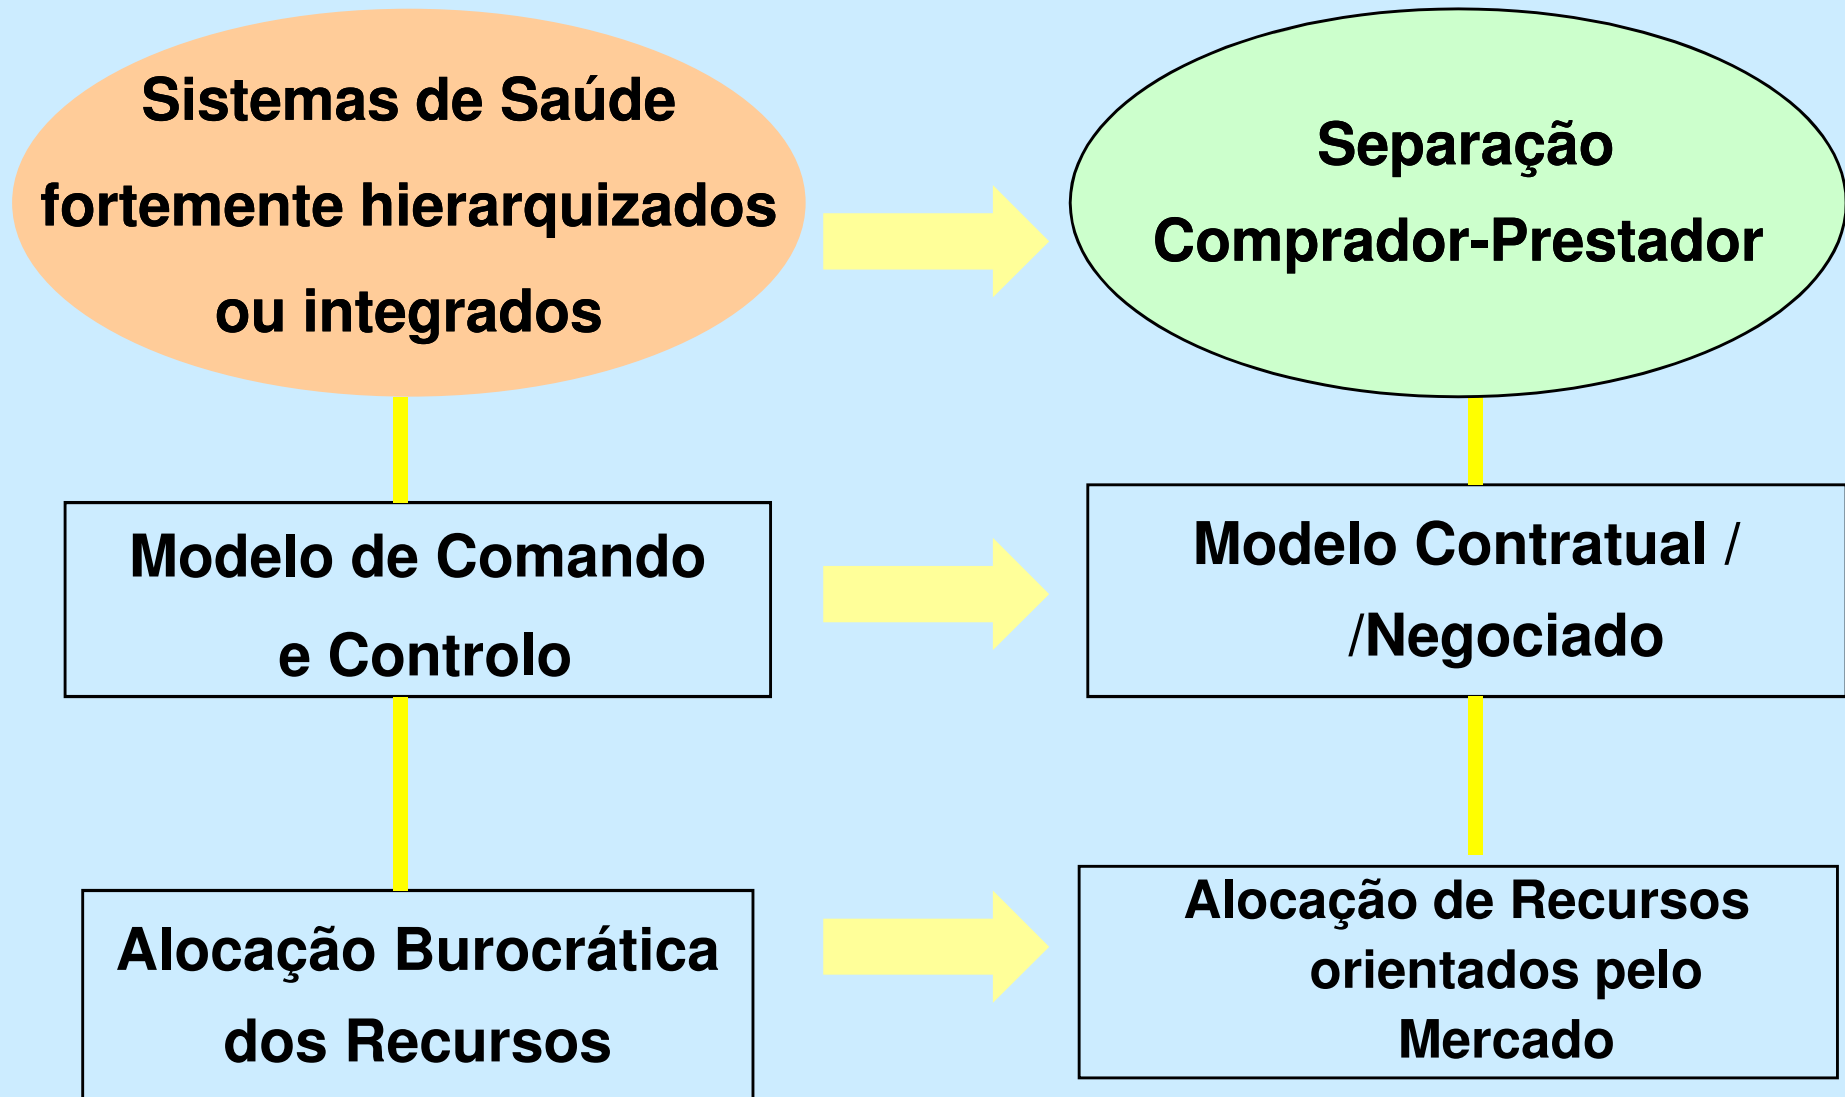 Sistemas de Saúde
fortemente hierarquizados
ou integrados
Separação
Comprador-Prestador
Modelo de Comando
e Controlo
Modelo Contratual /
/Negociado
Alocação Burocrática
dos Recursos
Alocação de Recursos
orientados pelo
Mercado